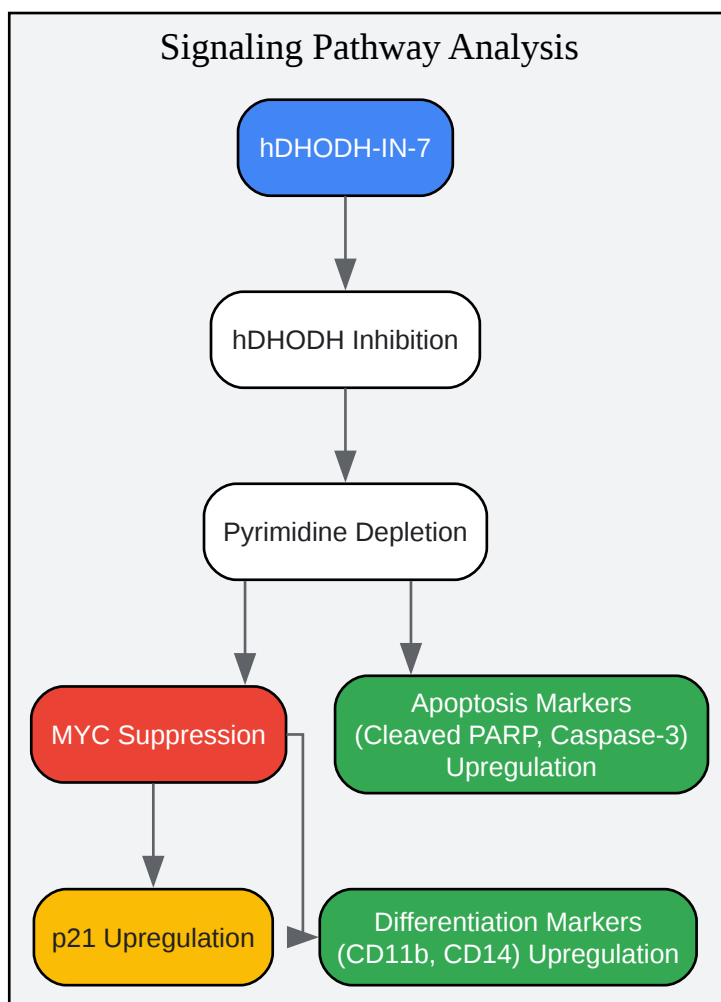 Signaling Pathway Analysis
hDHODH-IN-7
hDHODH Inhibition
Pyrimidine Depletion
MYC Suppression
Apoptosis Markers
(Cleaved PARP, Caspase-3)
Upregulation
p21 Upregulation
Differentiation Markers
(CD11b, CD14) Upregulation